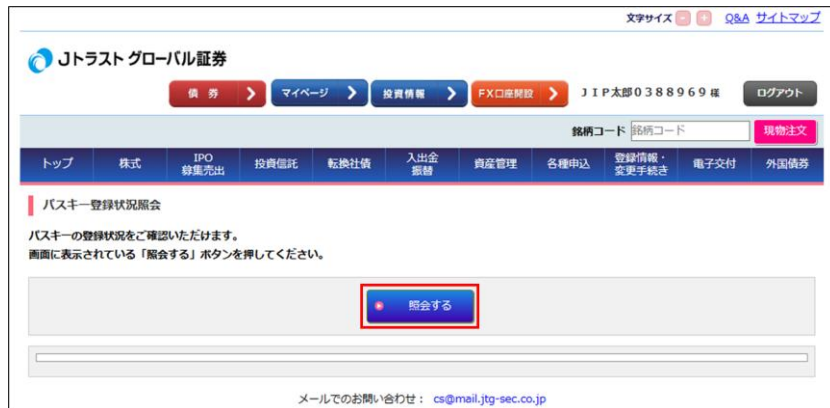 文字サイズ - + Q&A サイトマップ
Jトラスト グローバル証券
債 券 マイページ 投資情報 FX口座開設 JIP太郎0388969様 ログアウト
銘柄コード 銘柄コード 現物注文
トップ 株式 IPO 募集売出 投資信託 転換社債 入出金 振替 資産管理 各種申込 登録情報・変更手続き 電子交付 外国債券
パスキー登録状況照会
パスキーの登録状況をご確認いただけます。
画面に表示されている「照会する」ボタンを押してください。
照会する
メールでのお問い合わせ： cs@mail.jtg-sec.co.jp